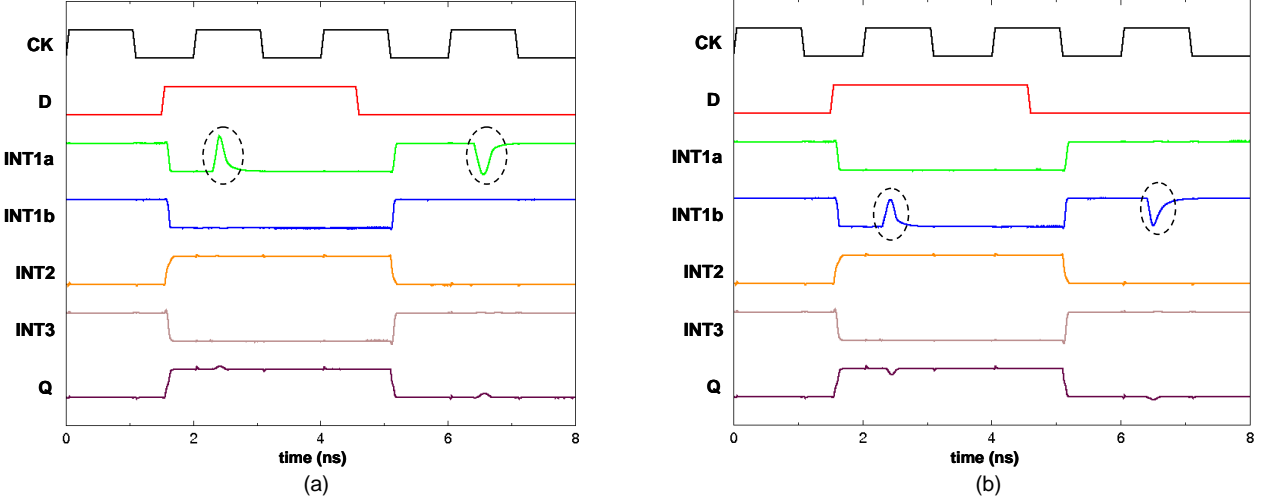 CK
D
INT1a
INT1b
INT2
INT3
Q
0 2 4 6 8
time (ns)
(a)
CK
D
INT1a
INT1b
INT2
INT3
Q
0 2 4 6 8
time (ns)
(b)